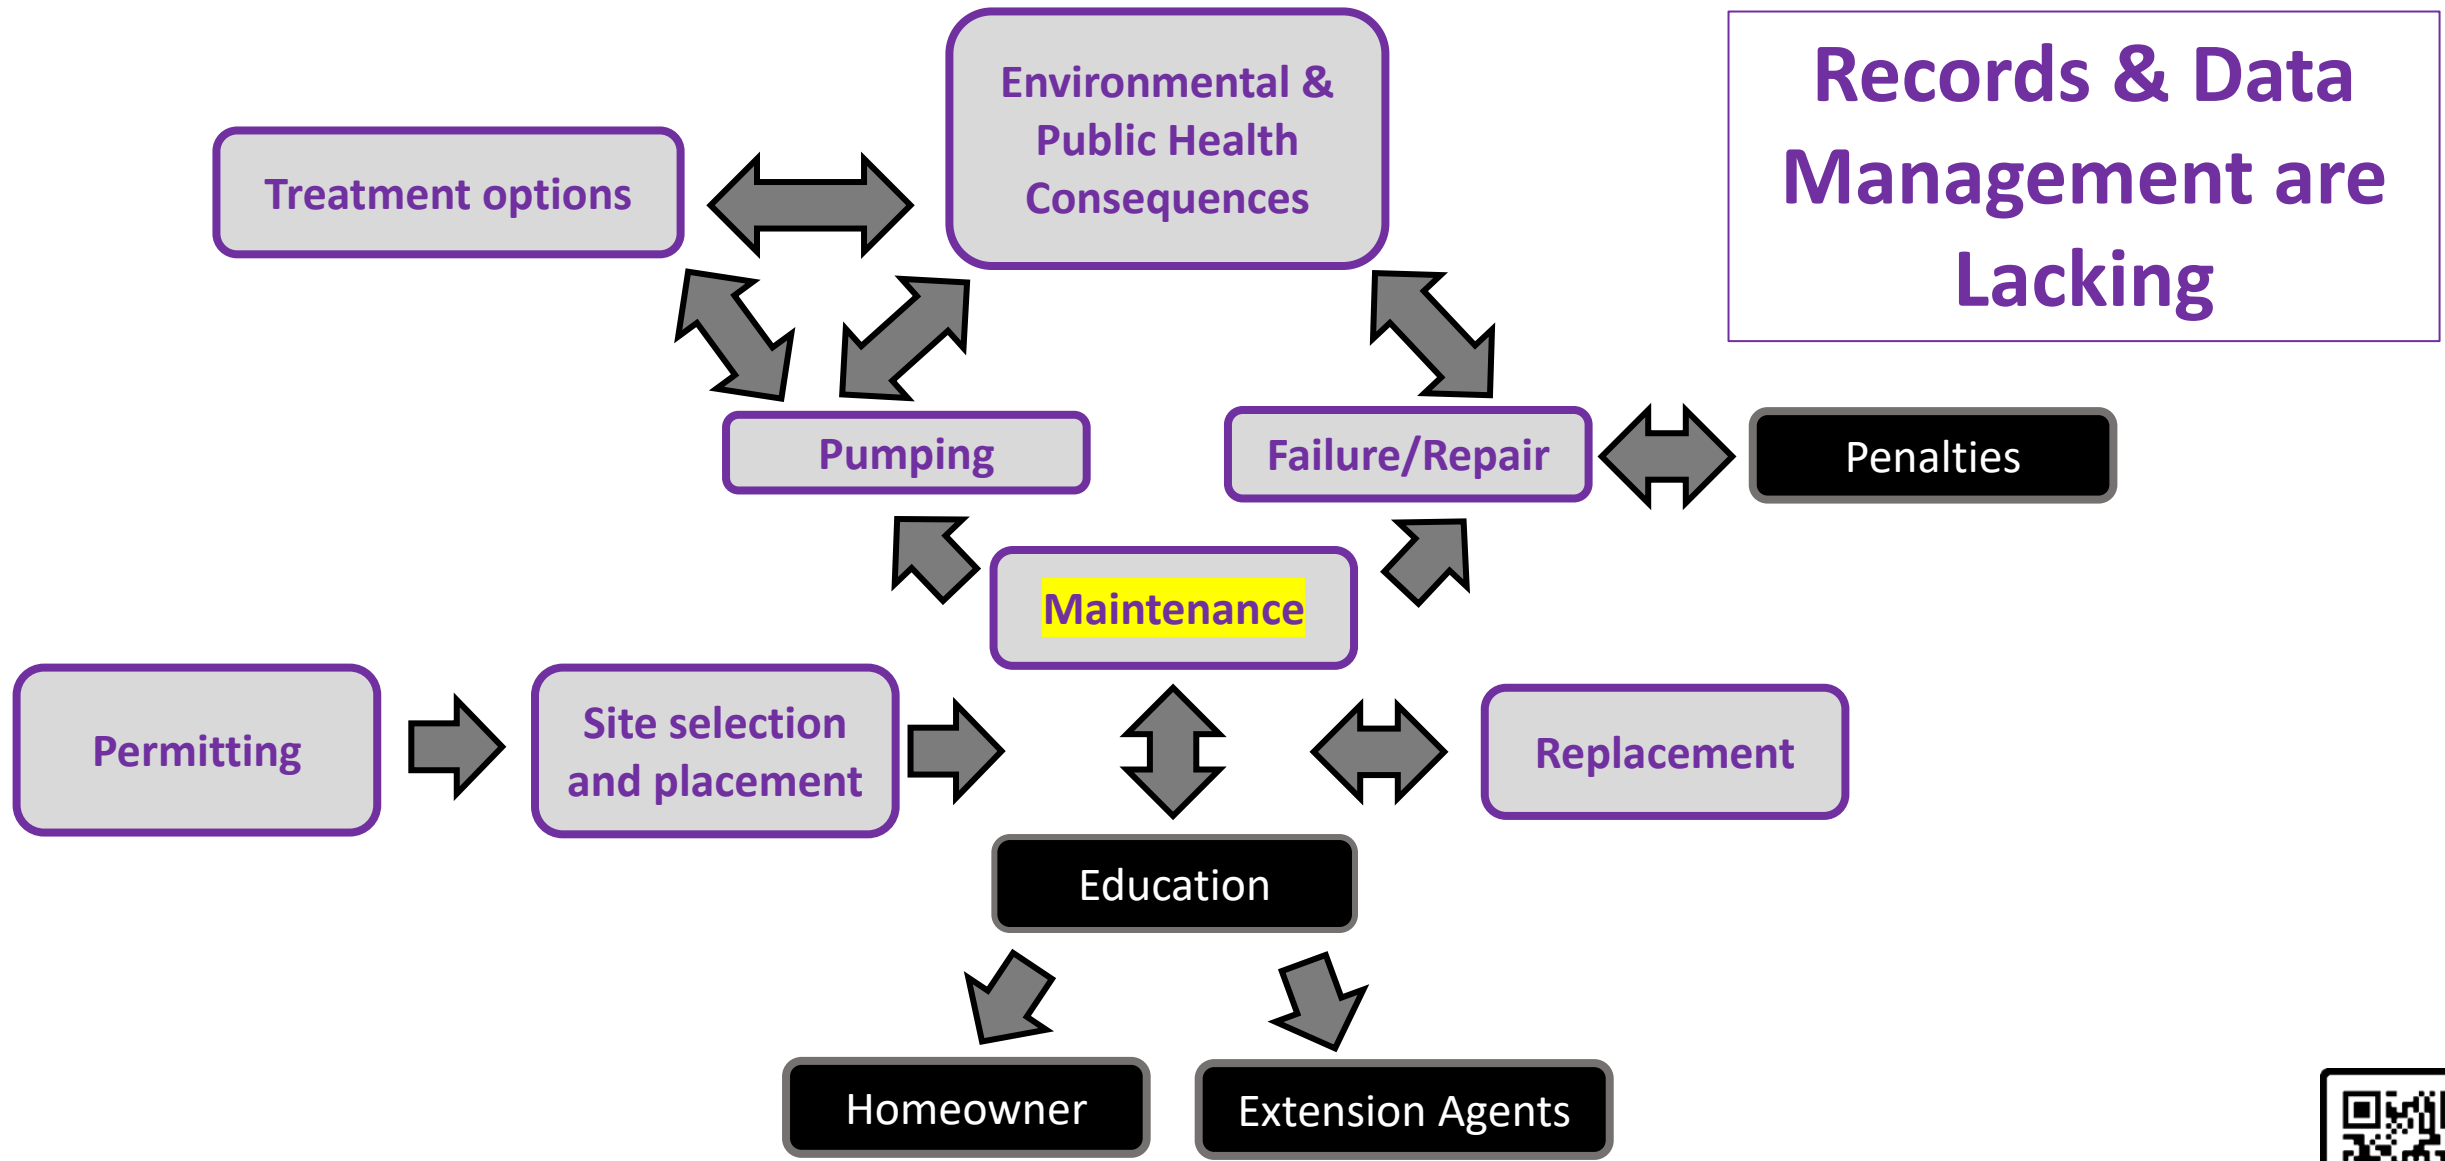 Records & Data
Management are
Lacking
Environmental &
Public Health
Consequences
Treatment options
Pumping
Failure/Repair
Penalties
Maintenance
Permitting
Site selection
and placement
Replacement
Education
Homeowner
Extension Agents